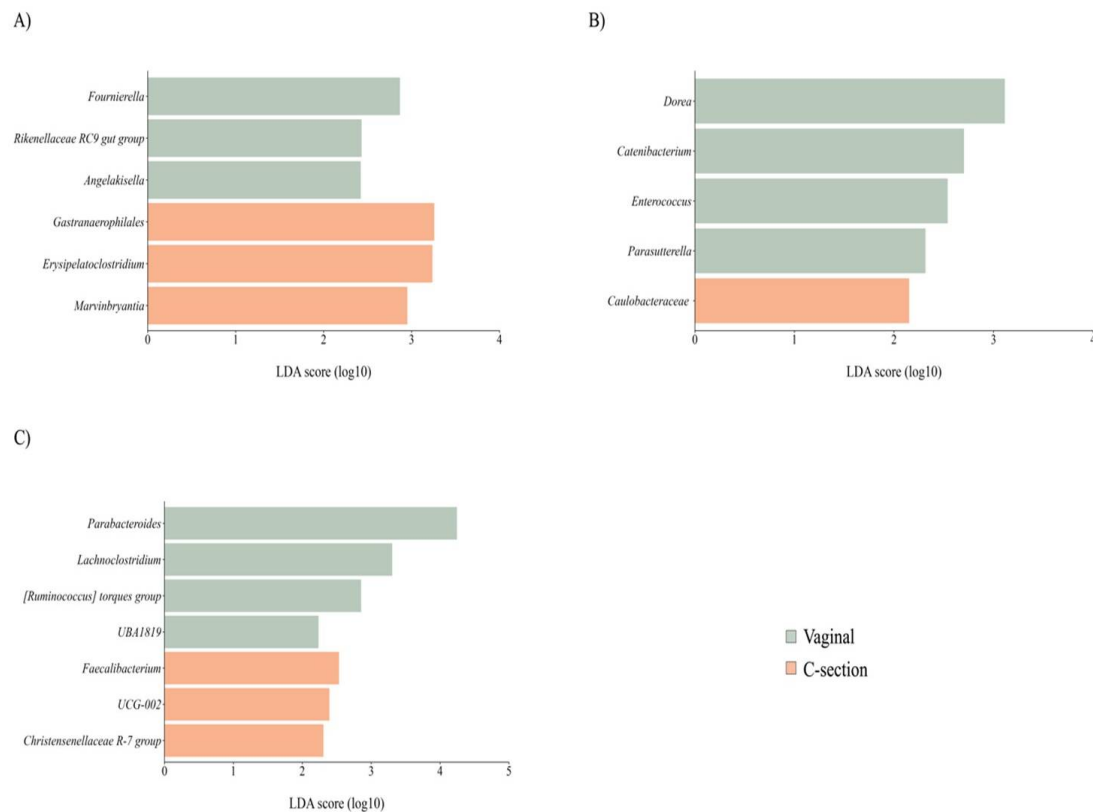 A)
Fournierella
Rikenellaceae RC9 gut group
Angelakisella
Gastranaerophilales
Erysipelatoclostridium
Marvinbryantia
0 1 2 3 4
LDA score (log10)
B)
Dorea
Catenibacterium
Enterococcus
Parasutterella
Caulobacteraceae
0 1 2 3 4
LDA score (log10)
C)
Parabacteroides
Lachnoclostridium
[Ruminococcus] torques group
UBA1819
Faecalibacterium
UCG-002
Christensenellaceae R-7 group
0 1 2 3 4 5
LDA score (log10)
Vaginal
C-section